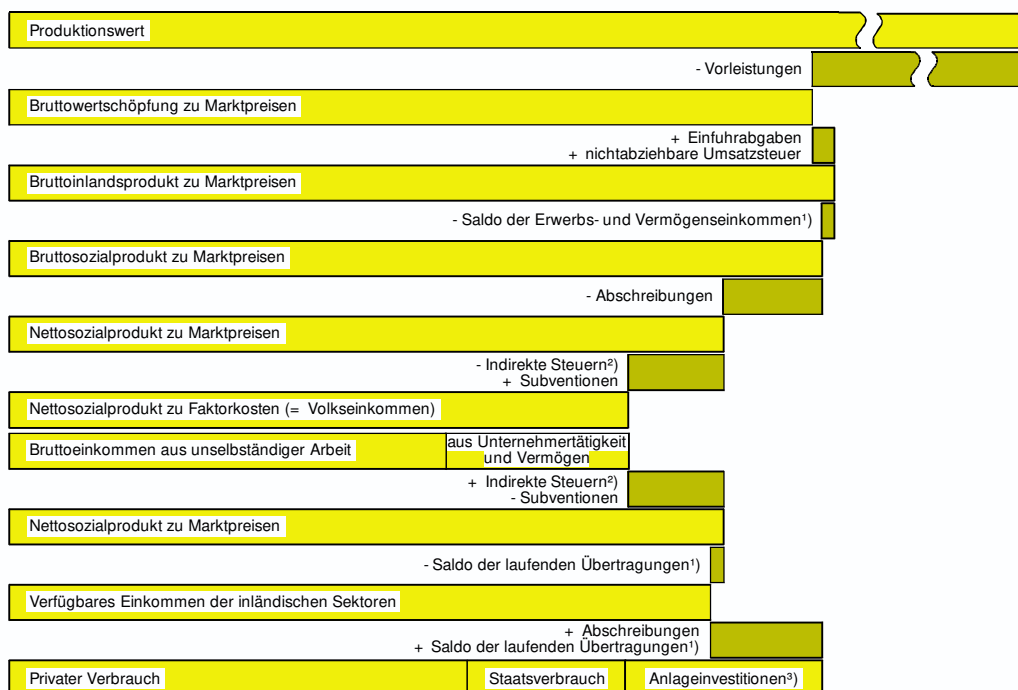 Produktionswert
- Vorleistungen
Bruttowertschöpfung zu Marktpreisen
+ Einfuhrabgaben
+ nichtabziehbare Umsatzsteuer
Bruttoinlandsprodukt zu Marktpreisen
- Saldo der Erwerbs- und Vermögenseinkommen¹)
Bruttosozialprodukt zu Marktpreisen
- Abschreibungen
Nettosozialprodukt zu Marktpreisen
- Indirekte Steuern²)
+ Subventionen
Nettosozialprodukt zu Faktorkosten (= Volkseinkommen)
Bruttoeinkommen aus unselbständiger Arbeit
aus Unternehmertätigkeit
und Vermögen
+ Indirekte Steuern²)
- Subventionen
Nettosozialprodukt zu Marktpreisen
- Saldo der laufenden Übertragungen¹)
Verfügbares Einkommen der inländischen Sektoren
+ Abschreibungen
+ Saldo der laufenden Übertragungen¹)
Privater Verbrauch
Staatsverbrauch
Anlageinvestitionen³)